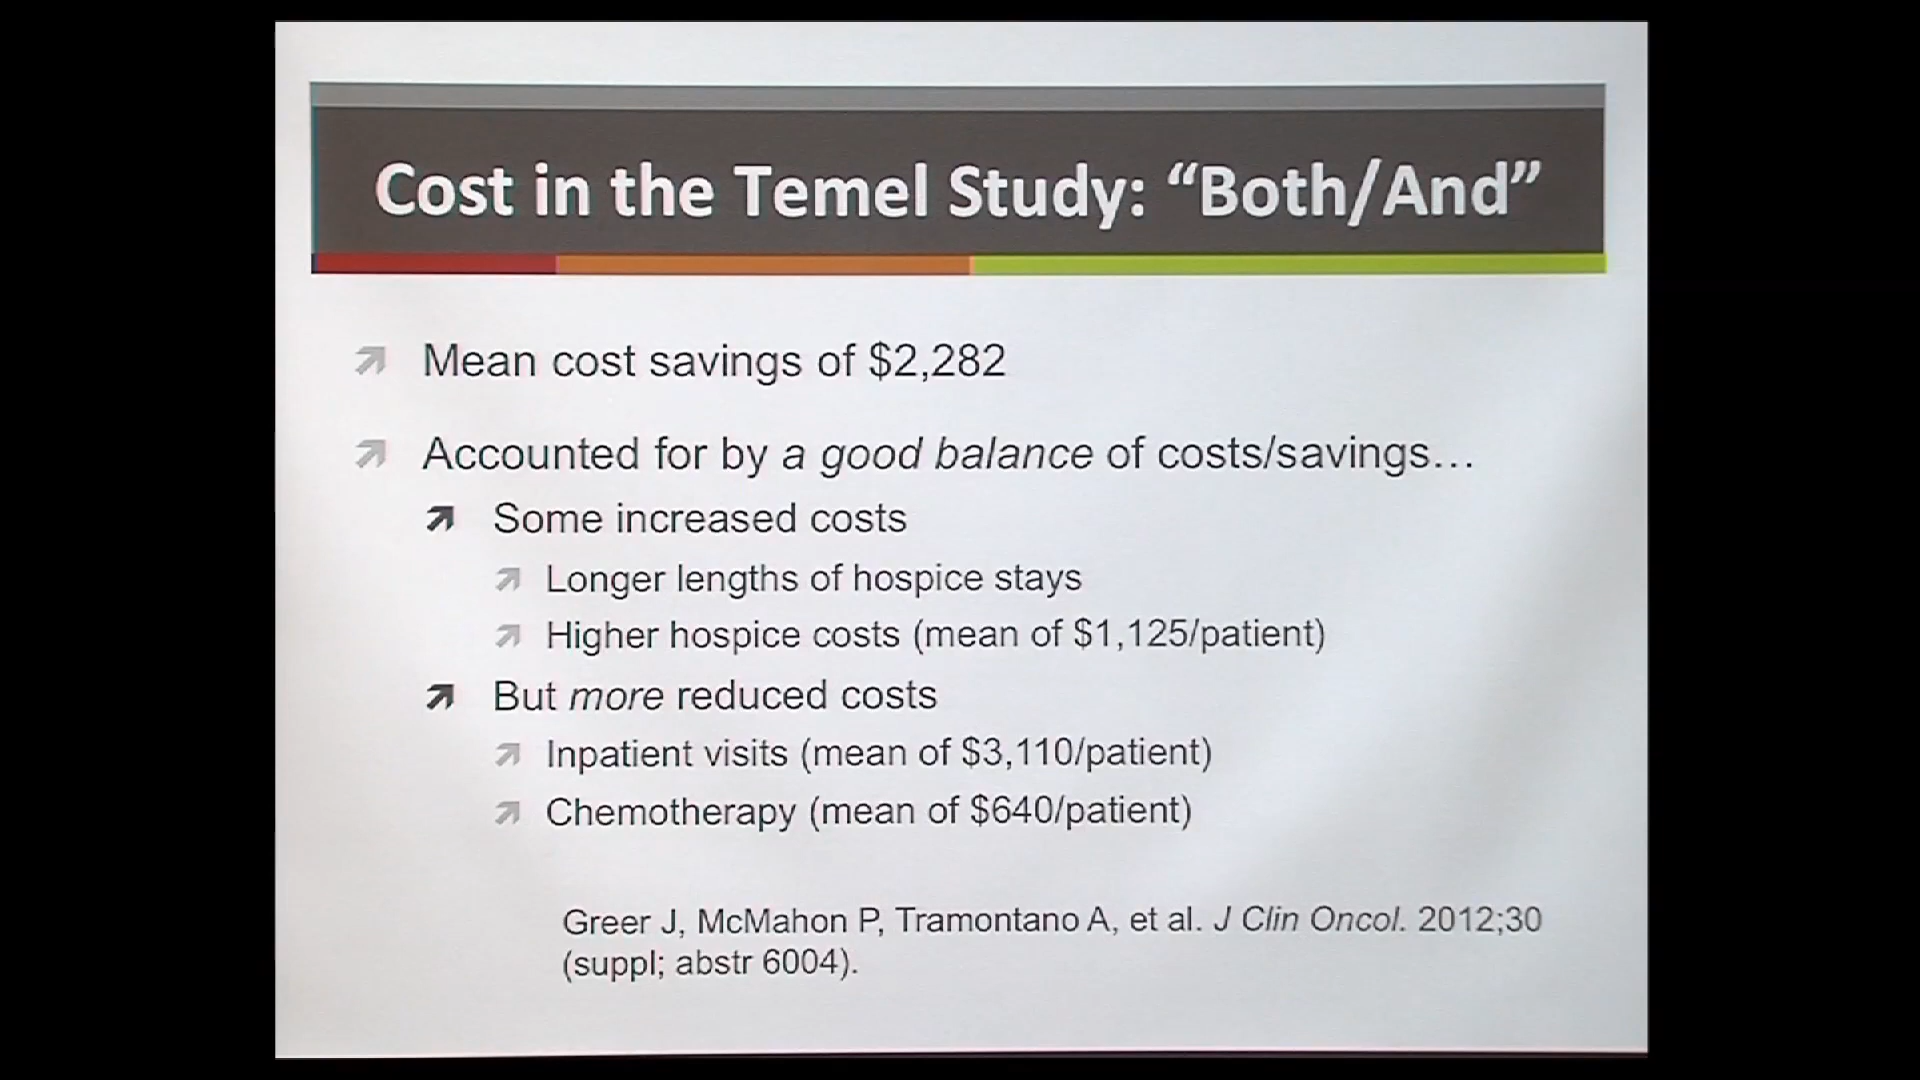 Cost in the Temel Study: “Both/And”
Mean cost savings of $2,282
Accounted for by a good balance of costs/savings…
Some increased costs
Longer lengths of hospice stays
Higher hospice costs (mean of $1,125/patient)
But more reduced costs
Inpatient visits (mean of $3,110/patient)
Chemotherapy (mean of $640/patient)
Greer J, McMahon P, Tramontano A, et al. J Clin Oncol. 2012;30
(suppl; abstr 6004).